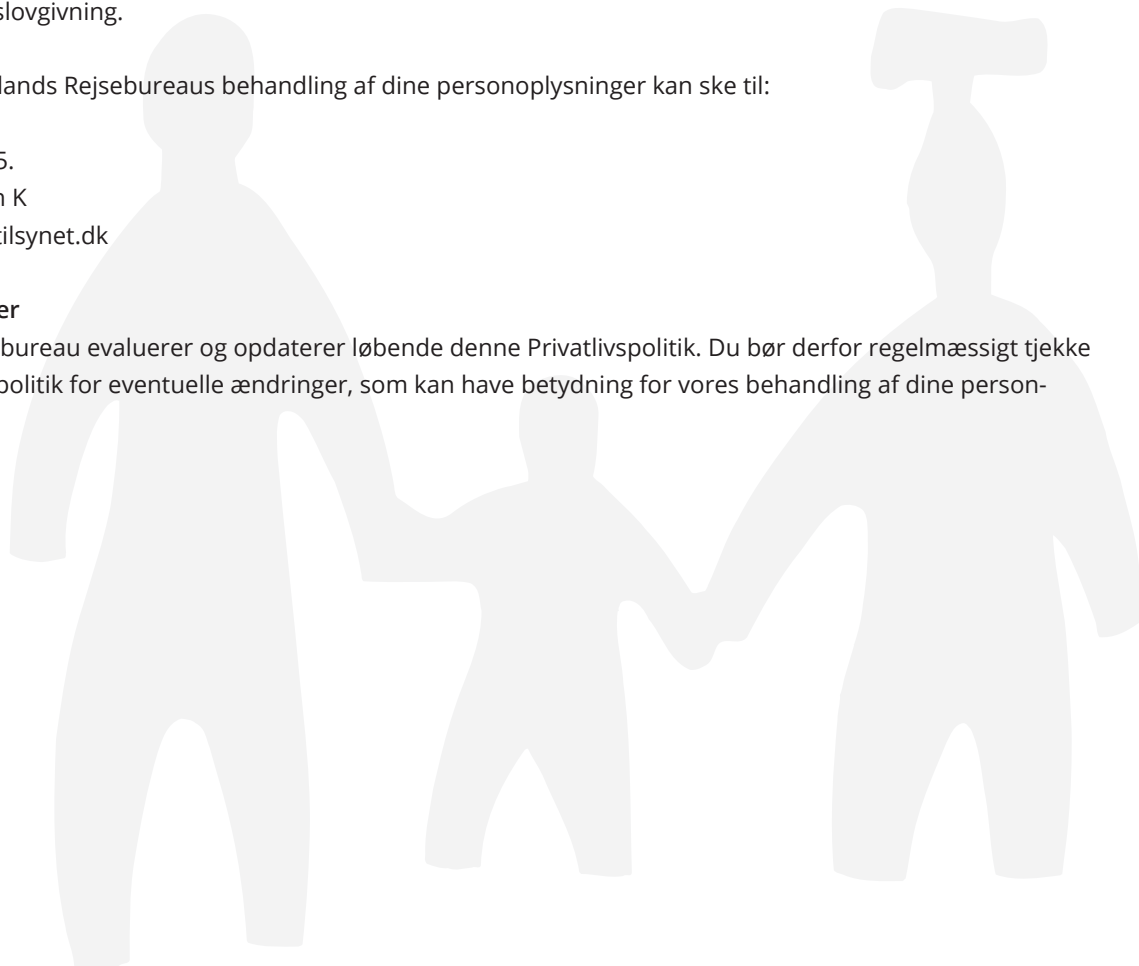 slovgivning.
lands Rejsebureaus behandling af dine personoplysninger kan ske til:
5.
n K
tilsynet.dk
er
bureau evaluerer og opdaterer løbende denne Privatlivspolitik. Du bør derfor regelmæssigt tjekke
politik for eventuelle ændringer, som kan have betydning for vores behandling af dine person-